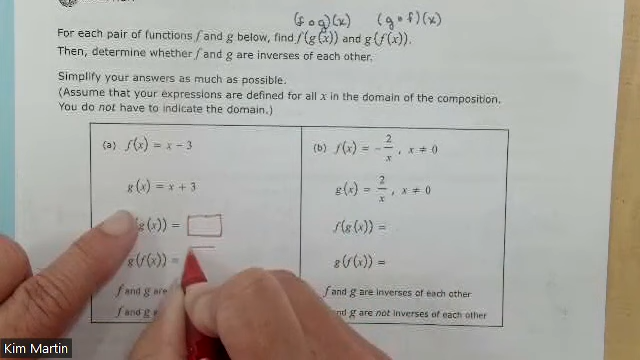 (f∘g)(x) (g∘f)(x)
For each pair of functions f and g below, find f(g(x)) and g(f(x)).
Then, determine whether f and g are inverses of each other.
Simplify your answers as much as possible.
(Assume that your expressions are defined for all x in the domain of the composition.
You do not have to indicate the domain.)
(a) f(x) = x − 3
g(x) = x + 3
g(x)) =
g(f(x)) =
f and g are
f and g
(b) f(x) = −2/x, x ≠ 0
g(x) = 2/x, x ≠ 0
f(g(x)) =
g(f(x)) =
f and g are inverses of each other
and g are not inverses of each other
Kim Martin